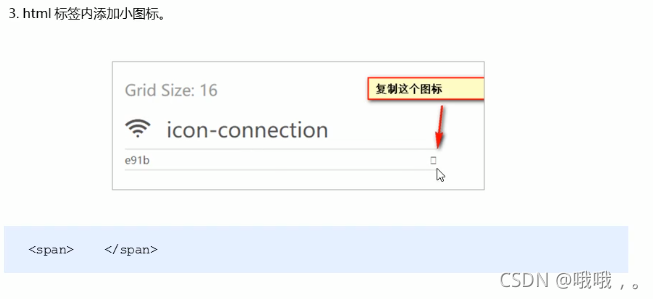 3. html 标签内添加小图标。
Grid Size: 16
复制这个图标
icon-connection
e91b
<span> </span>
CSDN @哦哦，。